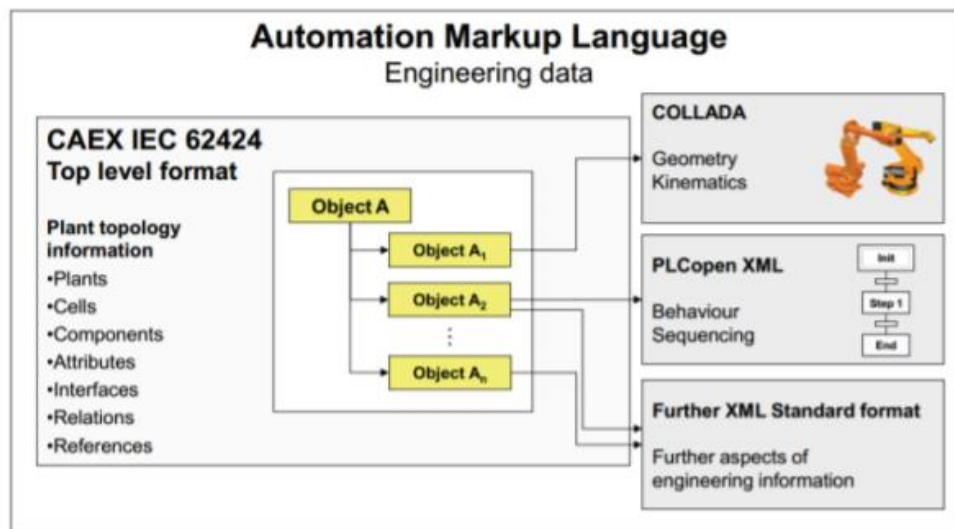 Automation Markup Language
Engineering data
CAEX IEC 62424
Top level format
Plant topology
information
•Plants
•Cells
•Components
•Attributes
•Interfaces
•Relations
•References
Object A
Object A₁
Object A₂
⋮
Object Aₙ
COLLADA
Geometry
Kinematics
PLCopen XML
Behaviour
Sequencing
Init
Step 1
End
Further XML Standard format
Further aspects of
engineering information